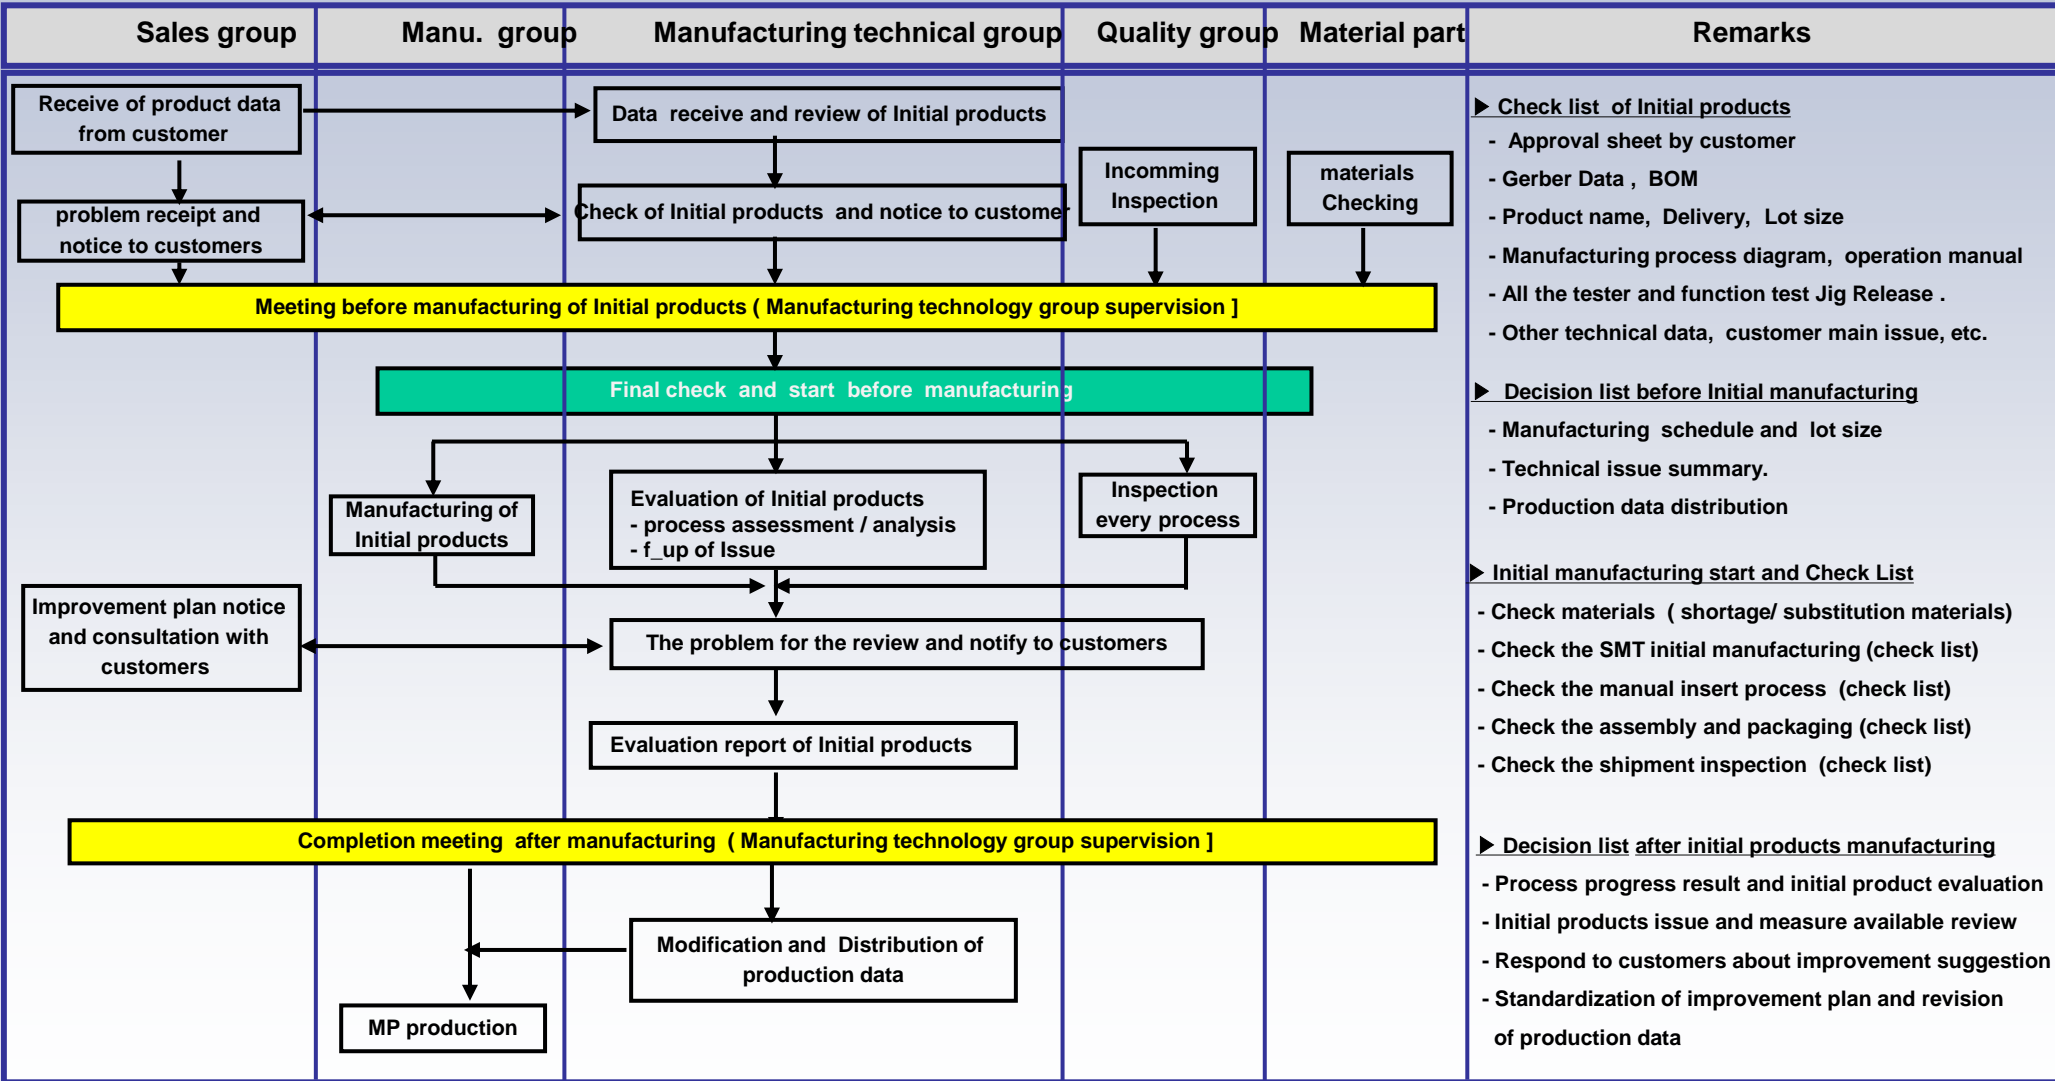 Sales group
Manu. group
Manufacturing technical group
Quality group
Material part
Remarks
Receive of product data
from customer
Data receive and review of Initial products
Incomming
Inspection
materials
Checking
problem receipt and
notice to customers
Check of Initial products and notice to customer
Meeting before manufacturing of Initial products ( Manufacturing technology group supervision ]
Final check and start before manufacturing
Manufacturing of
Initial products
Evaluation of Initial products
- process assessment / analysis
- f_up of Issue
Inspection
every process
Improvement plan notice
and consultation with
customers
The problem for the review and notify to customers
Evaluation report of Initial products
Completion meeting after manufacturing ( Manufacturing technology group supervision ]
Modification and Distribution of
production data
MP production
▶ Check list of Initial products
- Approval sheet by customer
- Gerber Data , BOM
- Product name, Delivery, Lot size
- Manufacturing process diagram, operation manual
- All the tester and function test Jig Release .
- Other technical data, customer main issue, etc.
▶ Decision list before Initial manufacturing
- Manufacturing schedule and lot size
- Technical issue summary.
- Production data distribution
▶ Initial manufacturing start and Check List
- Check materials ( shortage/ substitution materials)
- Check the SMT initial manufacturing (check list)
- Check the manual insert process (check list)
- Check the assembly and packaging (check list)
- Check the shipment inspection (check list)
▶ Decision list after initial products manufacturing
- Process progress result and initial product evaluation
- Initial products issue and measure available review
- Respond to customers about improvement suggestion
- Standardization of improvement plan and revision
of production data